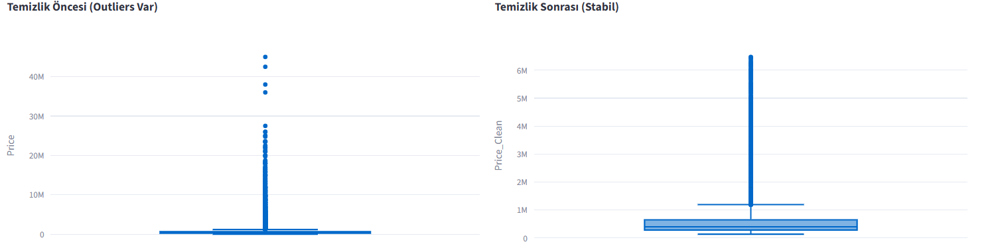 Temizlik Öncesi (Outliers Var)
40M
30M
20M
10M
0
Price
Temizlik Sonrası (Stabil)
6M
5M
4M
3M
2M
1M
0
Price_Clean